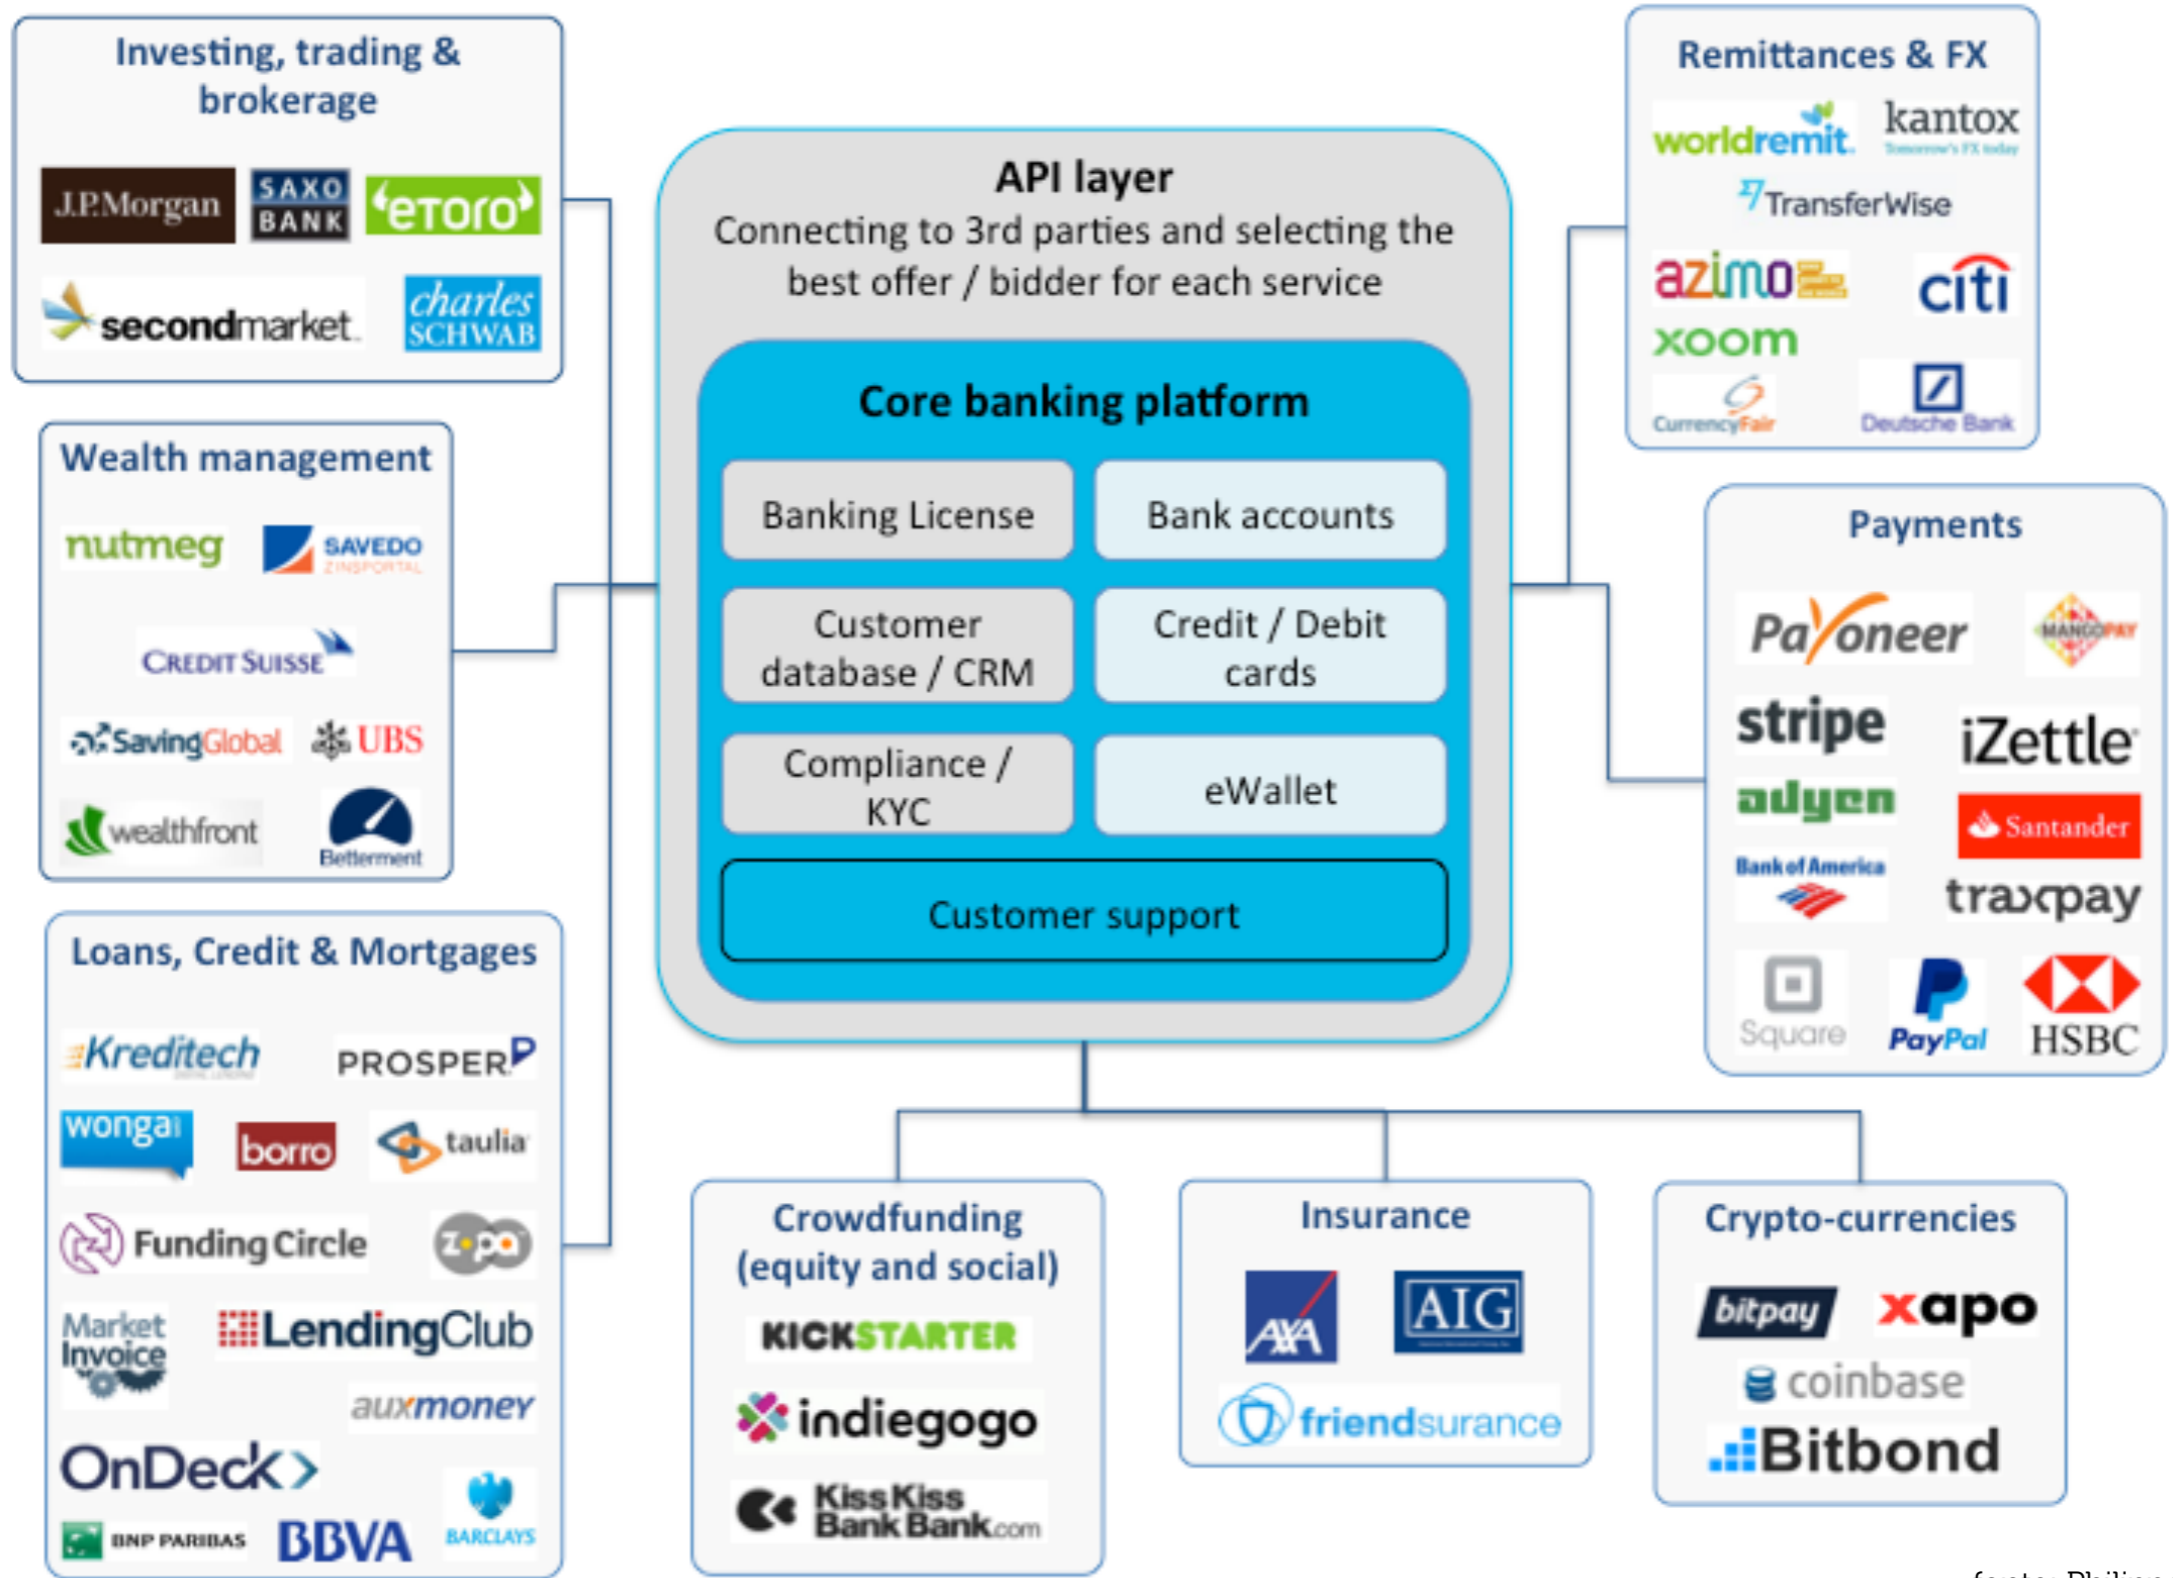 Investing, trading &
brokerage
J.P.Morgan
SAXO
BANK
eToro
secondmarket
charles
SCHWAB
Wealth management
nutmeg
SAVEDO
ZINSPORTAL
CREDIT SUISSE
SavingGlobal
UBS
wealthfront
Betterment
Loans, Credit & Mortgages
Kreditech
PROSPER
wonga
borro
taulia
Funding Circle
zopa
Market
Invoice
LendingClub
auxmoney
OnDeck
BNP PARIBAS
BBVA
BARCLAYS
API layer
Connecting to 3rd parties and selecting the
best offer / bidder for each service
Core banking platform
Banking License
Bank accounts
Customer
database / CRM
Credit / Debit
cards
Compliance /
KYC
eWallet
Customer support
Crowdfunding
(equity and social)
KICKSTARTER
indiegogo
KissKiss
BankBank.com
Insurance
AXA
AIG
friendsurance
Crypto-currencies
bitpay
xapo
coinbase
Bitbond
Remittances & FX
worldremit
kantox
Tomorrow's FX today
TransferWise
azimo
citi
xoom
CurrencyFair
Deutsche Bank
Payments
Payoneer
MANGOPAY
stripe
iZettle
adyen
Santander
Bank of America
traxpay
Square
PayPal
HSBC